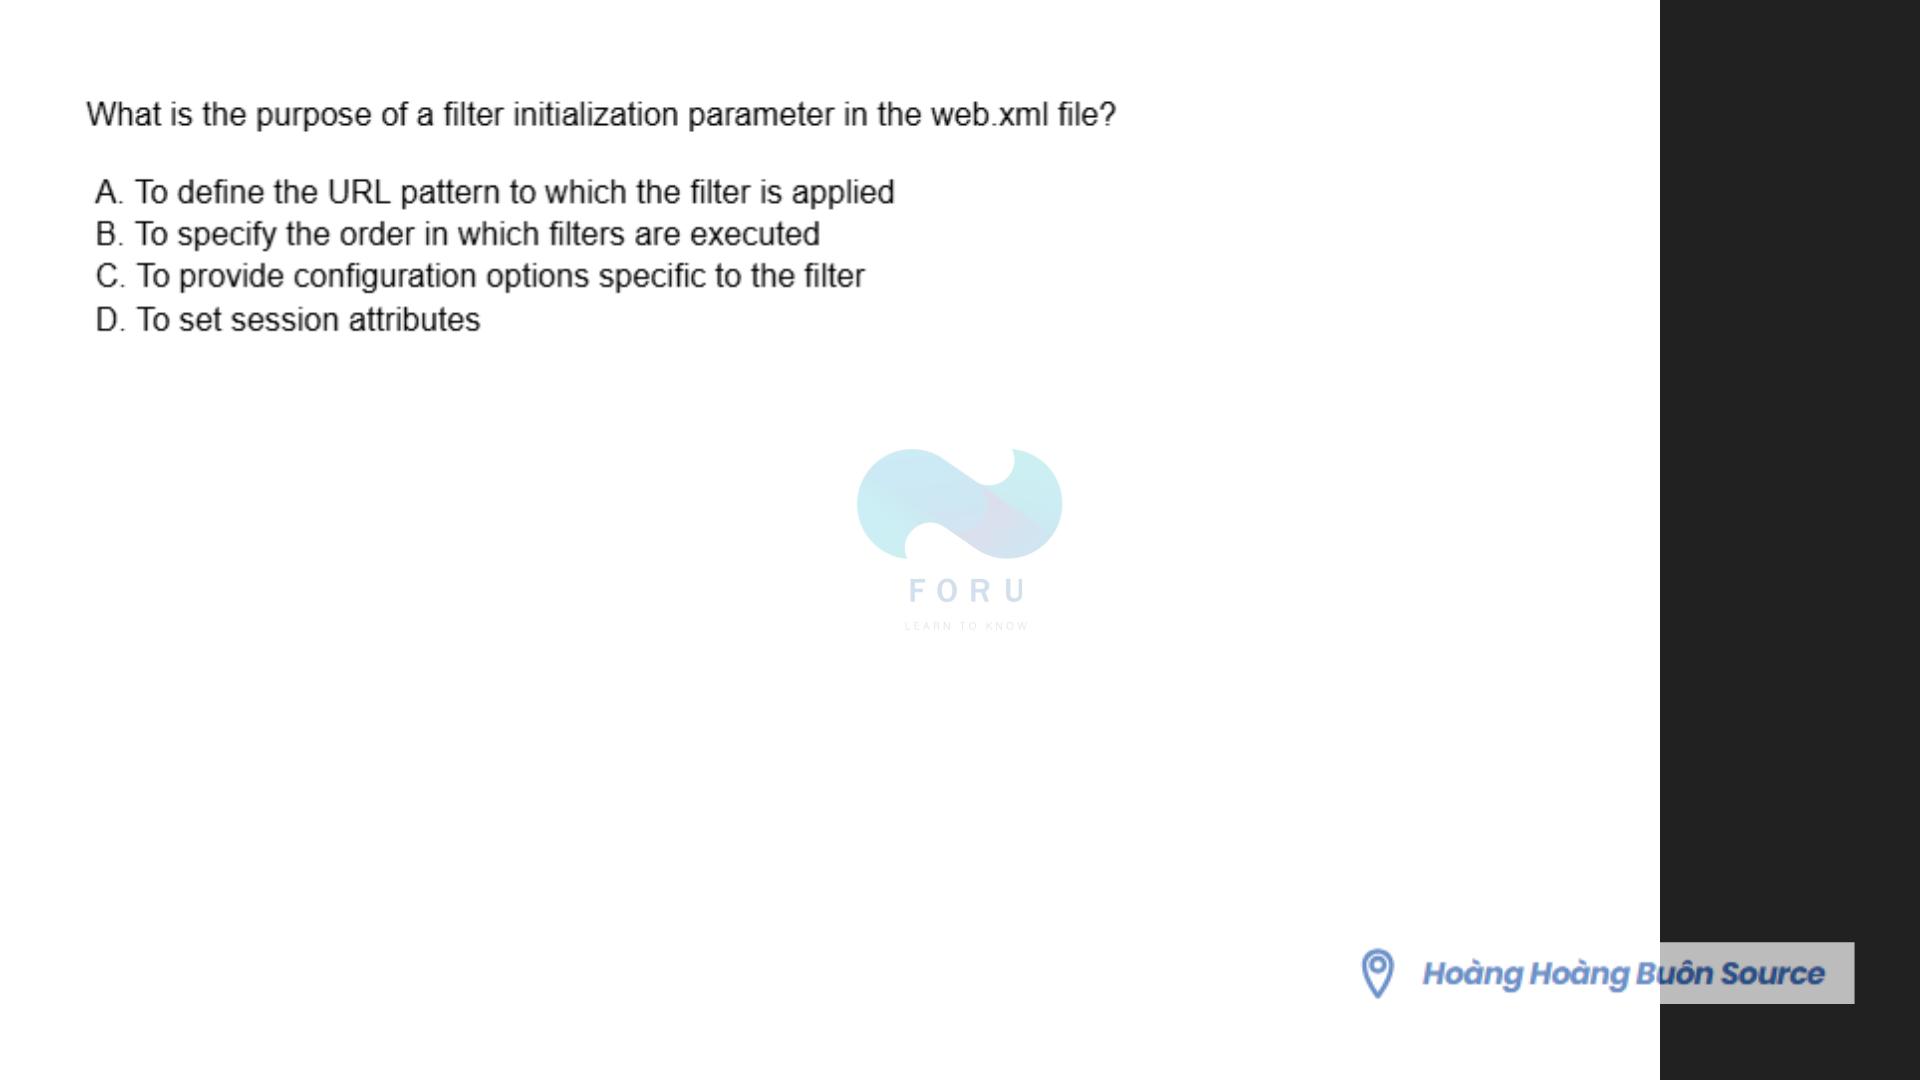 What is the purpose of a filter initialization parameter in the web.xml file?
A. To define the URL pattern to which the filter is applied
B. To specify the order in which filters are executed
C. To provide configuration options specific to the filter
D. To set session attributes
FORU
LEARN TO KNOW
Hoàng Hoàng Buôn Source